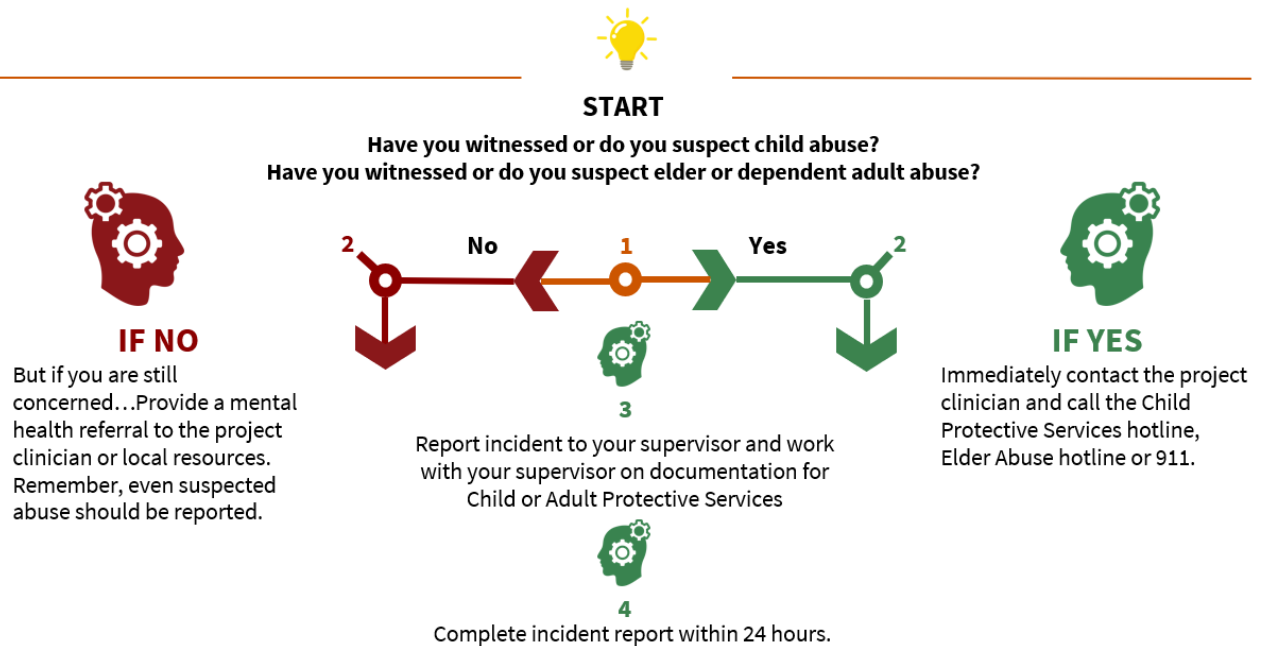 START
Have you witnessed or do you suspect child abuse?
Have you witnessed or do you suspect elder or dependent adult abuse?
2
No
1
Yes
2
IF NO
But if you are still
concerned…Provide a mental
health referral to the project
clinician or local resources.
Remember, even suspected
abuse should be reported.
IF YES
Immediately contact the project
clinician and call the Child
Protective Services hotline,
Elder Abuse hotline or 911.
3
Report incident to your supervisor and work
with your supervisor on documentation for
Child or Adult Protective Services
4
Complete incident report within 24 hours.